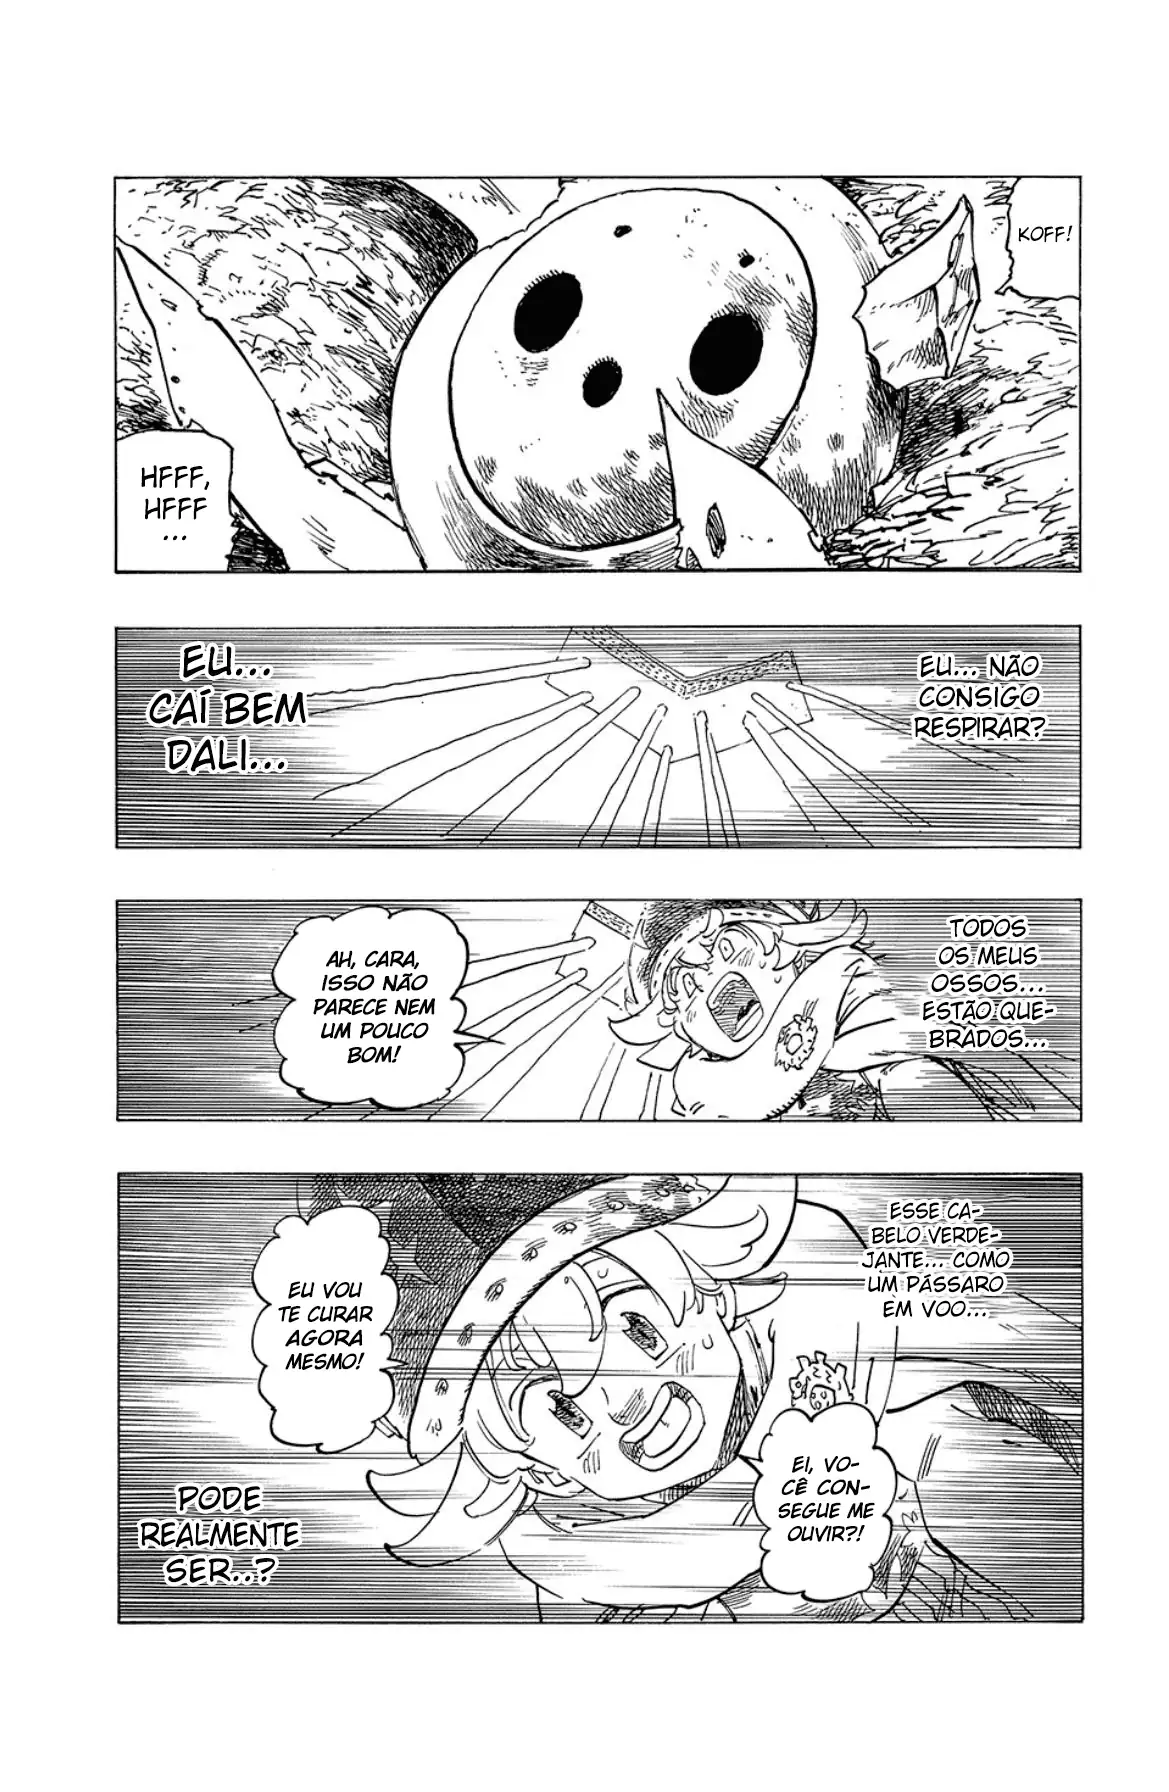 KOFF!
HFFF,
HFFF
...
EU... NÃO
CONSIGO
RESPIRAR?
EU...
CAÍ BEM
DALI...
TODOS
OS MEUS
OSSOS...
ESTÃO QUE-
BRADOS...
AH, CARA,
ISSO NÃO
PARECE NEM
UM POUCO
BOM!
ESSE CA-
BELO VERDE-
JANTE... COMO
UM PÁSSARO
EM VOO...
EI, VO-
CÊ CON-
SEGUE ME
OUVIR?!
EU VOU
TE CURAR
AGORA
MESMO!
PODE
REALMENTE
SER..?